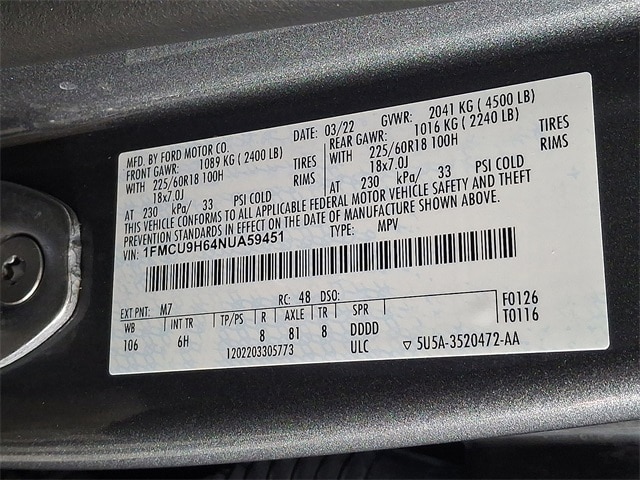 MFD. BY FORD MOTOR CO. DATE: 03/22 GVWR: 2041 KG ( 4500 LB)
FRONT GAWR: 1089 KG ( 2400 LB) REAR GAWR: 1016 KG ( 2240 LB)
WITH 225/60R18 100H TIRES WITH 225/60R18 100H TIRES
18x7.0J RIMS 18x7.0J RIMS
AT 230 kPa/ 33 PSI COLD AT 230 kPa/ 33 PSI COLD
THIS VEHICLE CONFORMS TO ALL APPLICABLE FEDERAL MOTOR VEHICLE SAFETY AND THEFT
PREVENTION STANDARDS IN EFFECT ON THE DATE OF MANUFACTURE SHOWN ABOVE.
VIN: 1FMCU9H64NUA59451 TYPE: MPV
EXT PNT: M7 RC: 48 DSO: F0126
WB INT TR TP/PS R AXLE TR SPR T0116
106 6H 8 81 8 DDDD
1202203305773 ULC ▽ 5U5A-3520472-AA